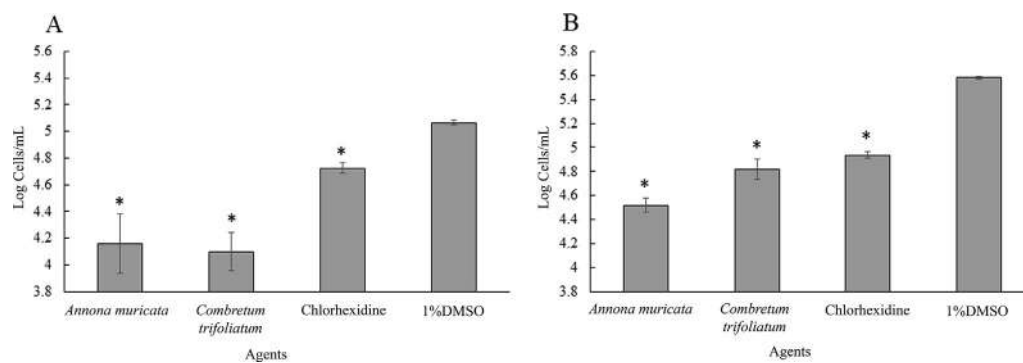 A
Log Cells/mL
5.6
5.4
5.2
5
4.8
4.6
4.4
4.2
4
3.8
*
*
*
Annona muricata
Combretum
trifoliatum
Chlorhexidine
1%DMSO
Agents
B
Log Cells/mL
5.8
5.6
5.4
5.2
5
4.8
4.6
4.4
4.2
4
3.8
*
*
*
Annona muricata
Combretum
trifoliatum
Chlorhexidine
1%DMSO
Agents